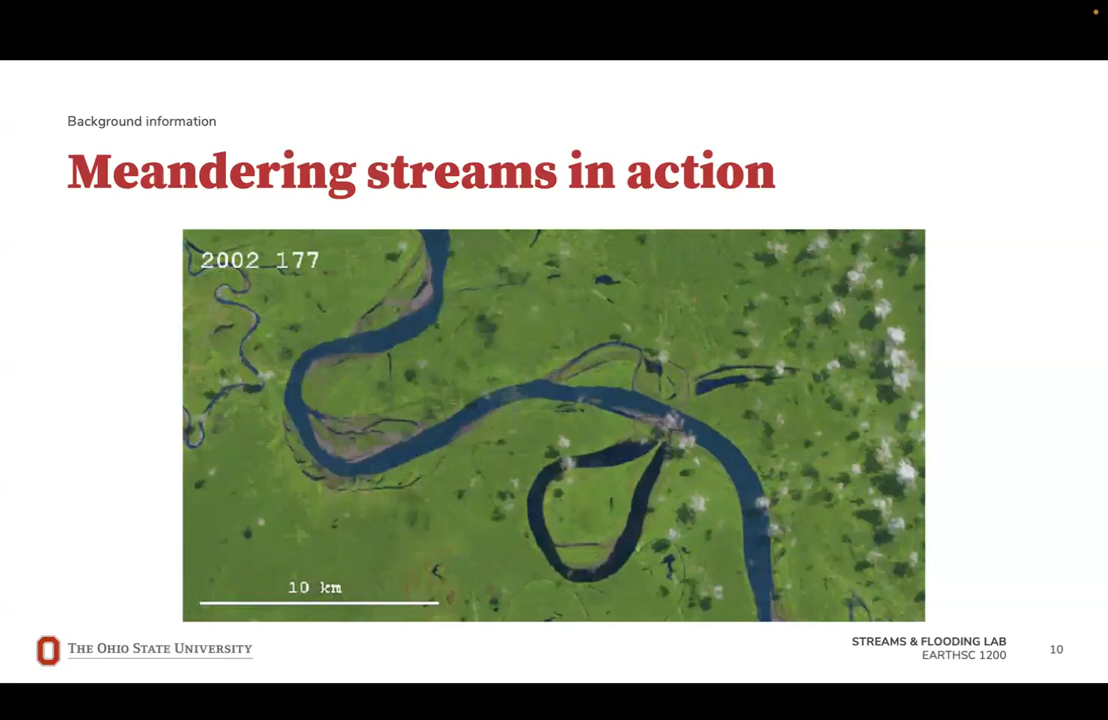 Background information
Meandering streams in action
2002 177
10 km
THE OHIO STATE UNIVERSITY
STREAMS & FLOODING LAB
EARTHSC 1200
10